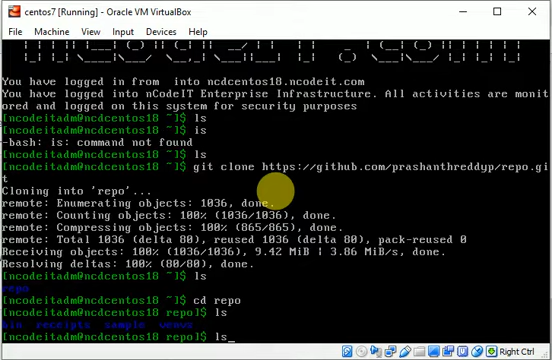 centos7 [Running] - Oracle VM VirtualBox
File Machine View Input Devices Help
You have logged in from  into ncdcentos18.ncodeit.com
You have logged into nCodeIT Enterprise Infrastructure. All activities are monit
ored and logged on this system for security purposes
[ncodeitadm@ncdcentos18 ~]$ ls
[ncodeitadm@ncdcentos18 ~]$ is
-bash: is: command not found
[ncodeitadm@ncdcentos18 ~]$ ls
[ncodeitadm@ncdcentos18 ~]$ git clone https://github.com/prashanthreddyp/repo.gi
t
Cloning into 'repo'...
remote: Enumerating objects: 1036, done.
remote: Counting objects: 100% (1036/1036), done.
remote: Compressing objects: 100% (865/865), done.
remote: Total 1036 (delta 80), reused 1036 (delta 80), pack-reused 0
Receiving objects: 100% (1036/1036), 9.42 MiB | 3.86 MiB/s, done.
Resolving deltas: 100% (80/80), done.
[ncodeitadm@ncdcentos18 ~]$ ls
repo
[ncodeitadm@ncdcentos18 ~]$ cd repo
[ncodeitadm@ncdcentos18 repo]$ ls
bin receipts sample venvs
[ncodeitadm@ncdcentos18 repo]$ ls_
Right Ctrl